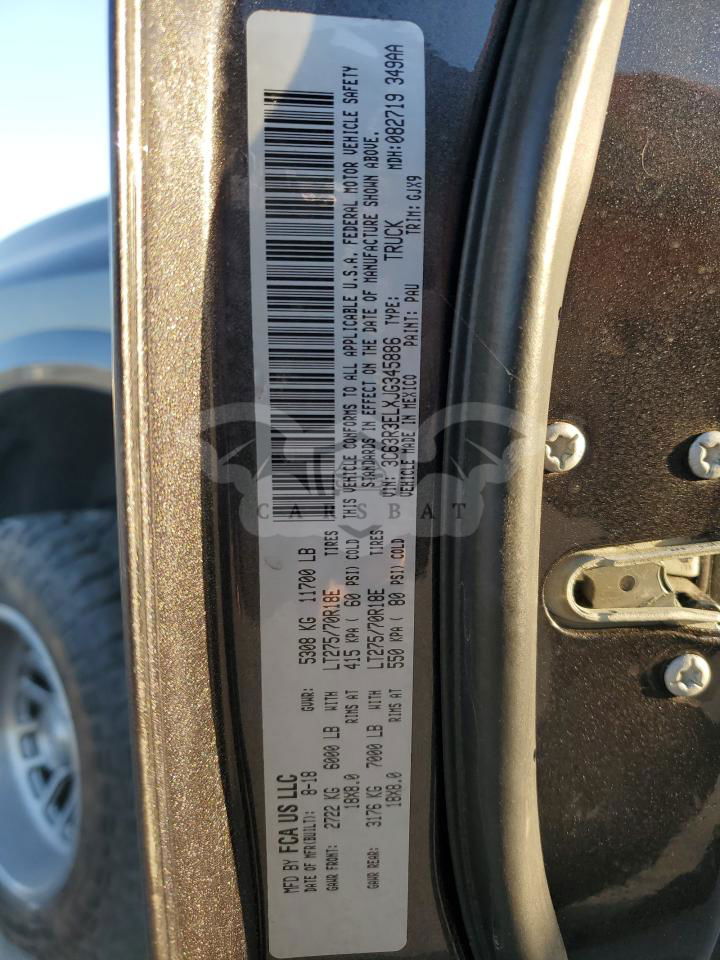 MFD BY FCA US LLC
DATE OF MFR(BUILT): 8-18 GVWR: 5308 KG 11700 LB
GAWR FRONT: 2722 KG 6000 LB WITH LT275/70R18E TIRES
18X8.0 RIMS AT 415 KPA ( 60 PSI) COLD
GAWR REAR: 3176 KG 7000 LB WITH LT275/70R18E TIRES
18X8.0 RIMS AT 550 KPA ( 80 PSI) COLD
THIS VEHICLE CONFORMS TO ALL APPLICABLE U.S.A. FEDERAL MOTOR VEHICLE SAFETY
STANDARDS IN EFFECT ON THE DATE OF MANUFACTURE SHOWN ABOVE.
VIN: 3C63R3ELXJG345886 TYPE: TRUCK MDH:082719 349AA
VEHICLE MADE IN MEXICO PAINT: PAU TRIM: GJX9
CARSBAT